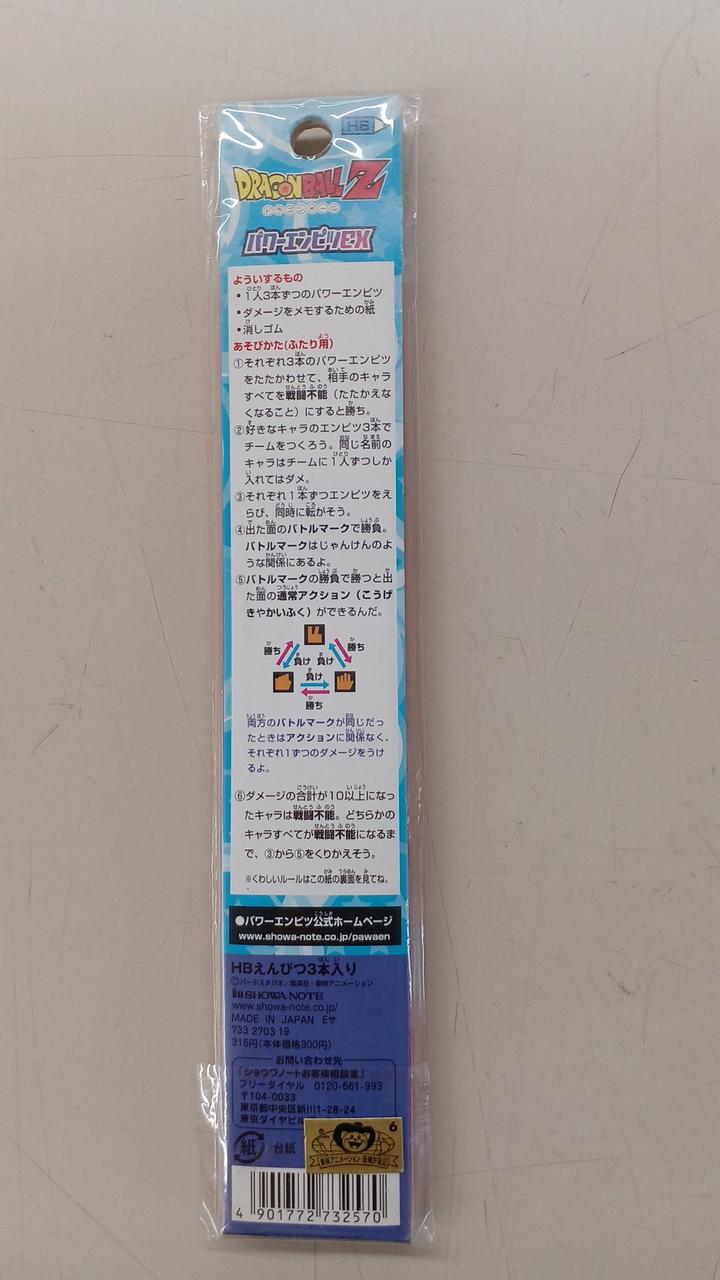 HB
DRAGONBALL Z
ドラゴンボール
パワーエンピツEX
よういするもの
•1人3本ずつのパワーエンピツ
•ダメージをメモするための紙
•消しゴム
あそびかた(ふたり用)
①それぞれ3本のパワーエンピツ
をたたかわせて、相手のキャラ
すべてを戦闘不能(たたかえな
くなること)にすると勝ち。
②好きなキャラのエンピツ3本で
チームをつくろう。同じ名前の
キャラはチームに1人ずつしか
入れてはダメ。
③それぞれ1本ずつエンピツをえ
らび、同時に転がそう。
④出た面のバトルマークで勝負。
バトルマークはじゃんけんのよ
うな関係にあるよ。
⑤バトルマークの勝負で勝つと出
た面の通常アクション(こうげ
きやかいふく)ができるんだ。
勝ち 負け 負け 勝ち
負け
勝ち
両方のバトルマークが同じだっ
たときはアクションに関係なく、
それぞれ1ずつのダメージをうけ
るよ。
⑥ダメージの合計が10以上になっ
たキャラは戦闘不能。どちらかの
キャラすべてが戦闘不能になるま
で、③から⑤をくりかえそう。
※くわしいルールはこの紙の裏面を見てね。
●パワーエンピツ公式ホームページ
www.showa-note.co.jp/pawaen
HBえんぴつ3本入り
©バードスタジオ/集英社・東映アニメーション
SHOWA NOTE
www.showa-note.co.jp/
MADE IN JAPAN Eサ
733 2703 19
315円(本体価格300円)
お問い合わせ先
「ショウワノートお客様相談室」
フリーダイヤル 0120-661-993
〒104-0033
東京都中央区新川1-28-24
東京ダイヤビル
6
東映アニメーション・版権許諾証
紙 台紙
4 901772 732570